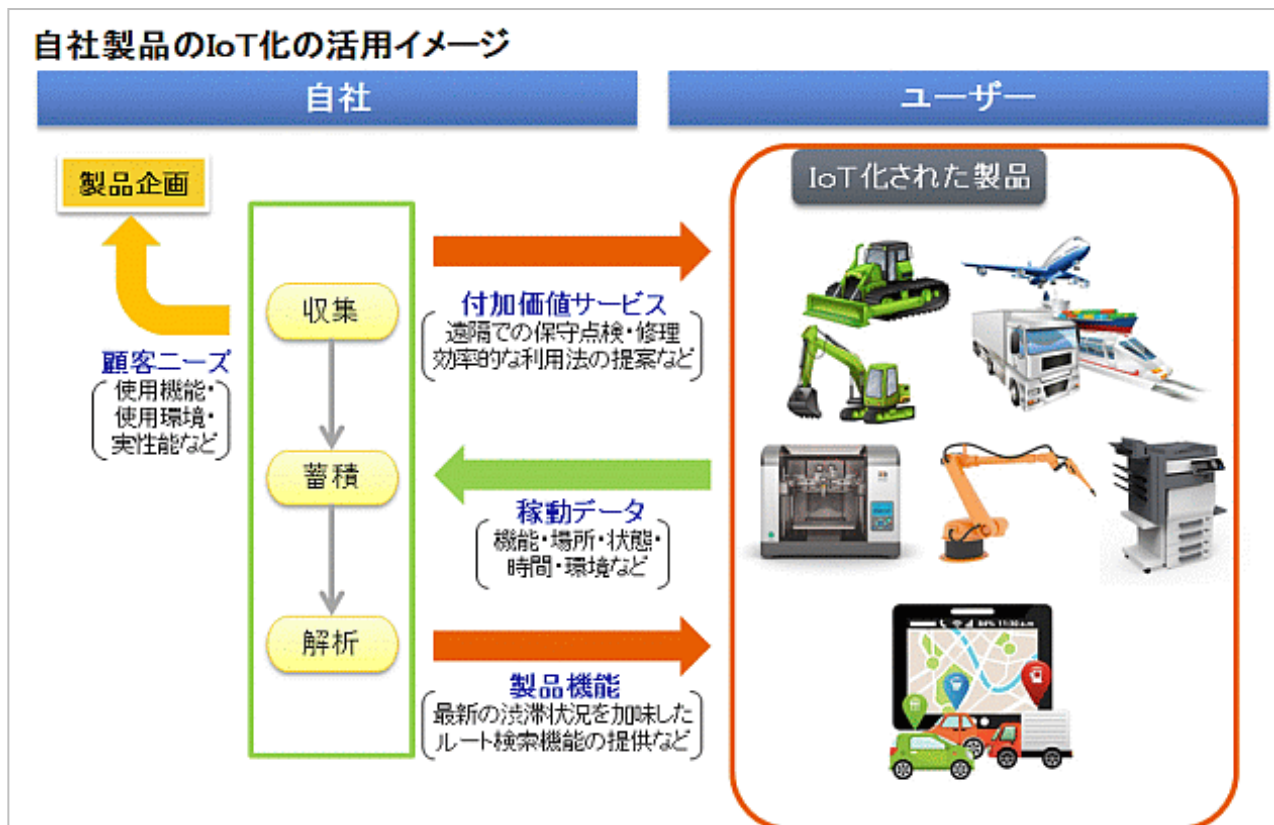 自社製品のIoT化の活用イメージ
自社
ユーザー
製品企画
IoT化された製品
収集
付加価値サービス
遠隔での保守点検・修理
効率的な利用法の提案など
顧客ニーズ
使用機能・
使用環境・
実性能など
蓄積
稼動データ
機能・場所・状態・
時間・環境など
解析
製品機能
最新の渋滞状況を加味した
ルート検索機能の提供など